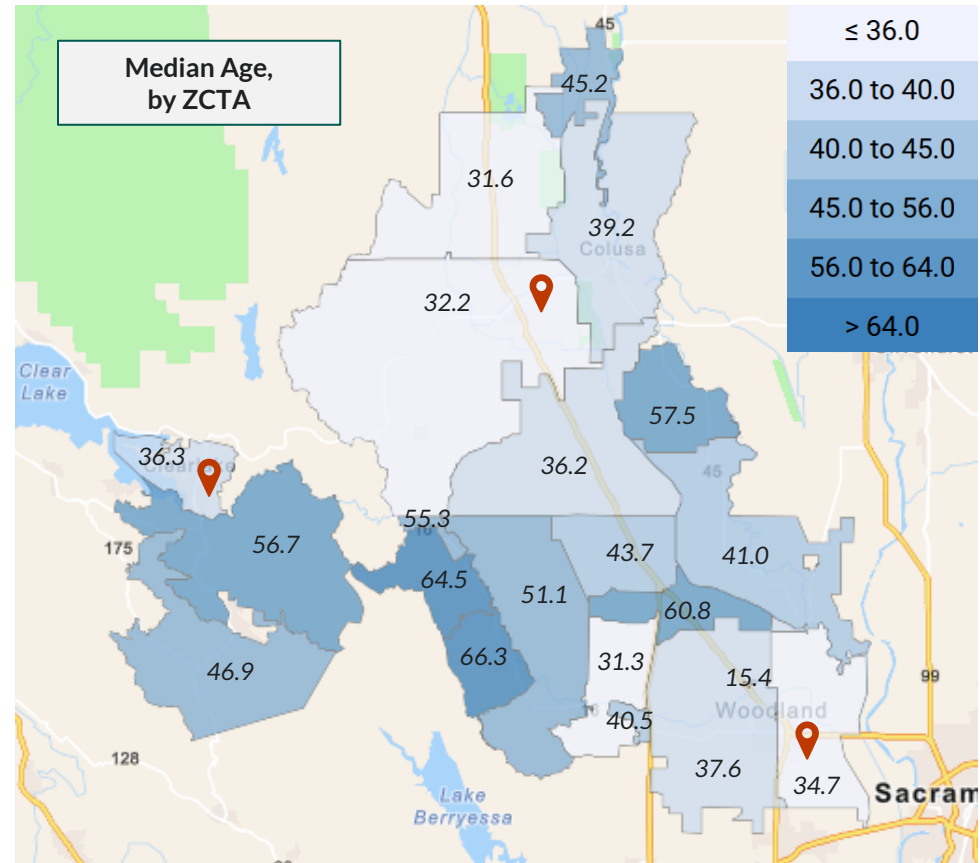 Median Age,
by ZCTA
≤ 36.0
36.0 to 40.0
40.0 to 45.0
45.0 to 56.0
56.0 to 64.0
> 64.0
45
45.2
31.6
39.2
Colusa
32.2
Clear
Lake
57.5
36.3
36.2
45
55.3
16
175
56.7
43.7
41.0
64.5
51.1
60.8
66.3
31.3
46.9
15.4
99
16
40.5
Woodland
128
37.6
34.7
Lake
Berryessa
Sacram